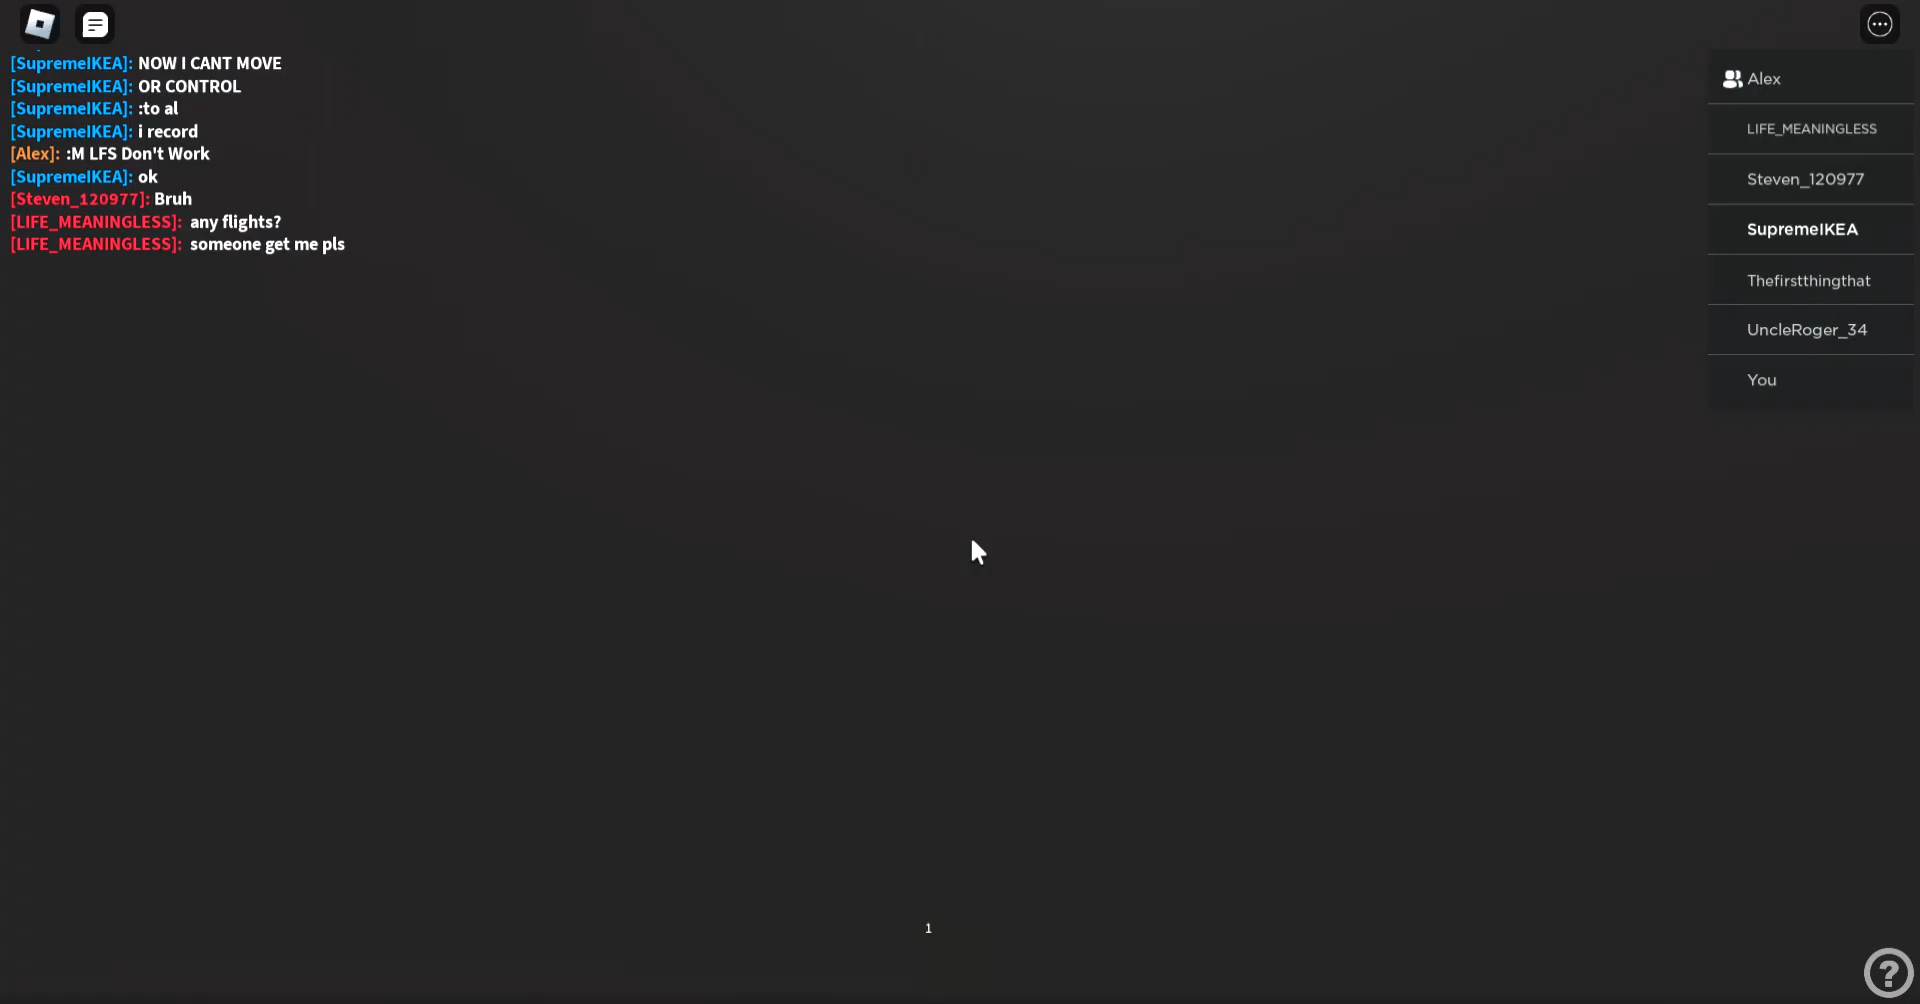 [SupremeIKEA]: NOW I CANT MOVE
[SupremeIKEA]: OR CONTROL
[SupremeIKEA]: :to al
[SupremeIKEA]: i record
[Alex]: :M LFS Don't Work
[SupremeIKEA]: ok
[Steven_120977]: Bruh
[LIFE_MEANINGLESS]: any flights?
[LIFE_MEANINGLESS]: someone get me pls
Alex
LIFE_MEANINGLESS
Steven_120977
SupremeIKEA
Thefirstthingthat
UncleRoger_34
You
1
?